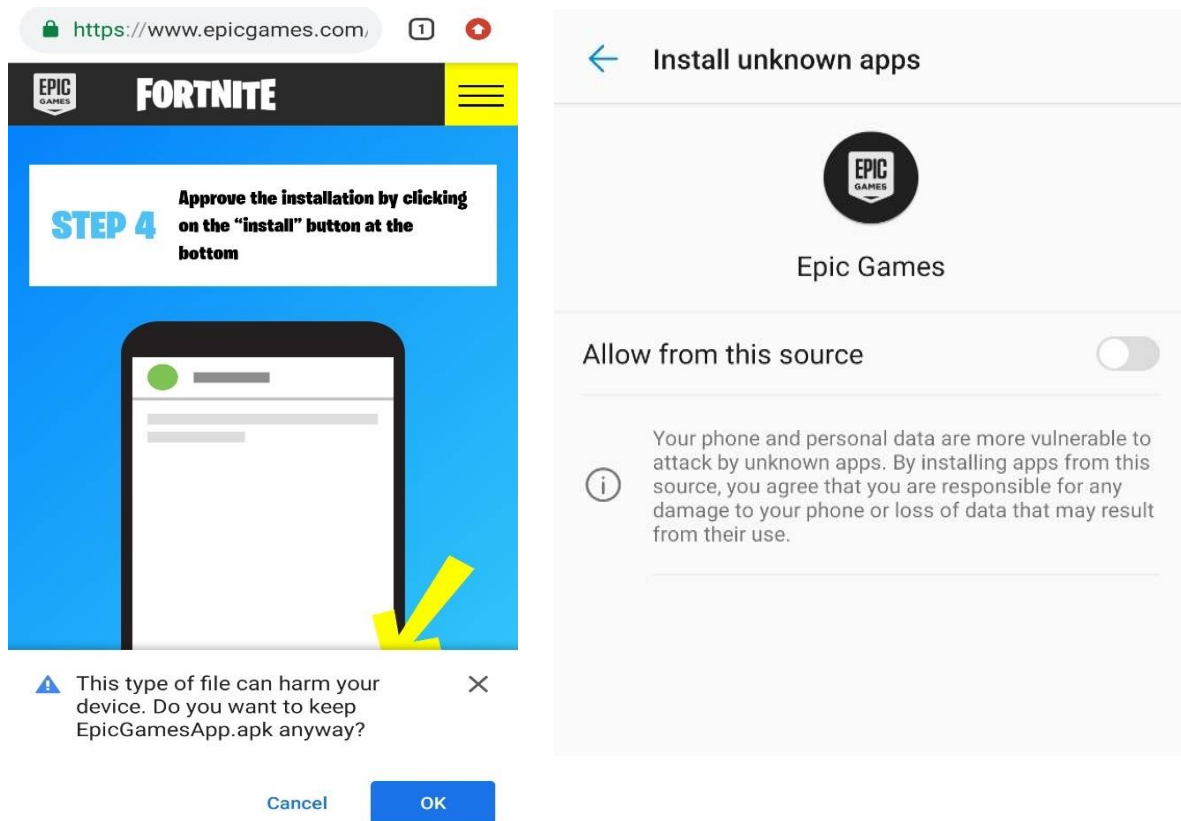 https://www.epicgames.com/
1
EPIC
GAMES
FORTNITE
STEP 4
Approve the installation by clicking
on the “install” button at the
bottom
This type of file can harm your
device. Do you want to keep
EpicGamesApp.apk anyway?
Cancel
OK
Install unknown apps
EPIC
GAMES
Epic Games
Allow from this source
Your phone and personal data are more vulnerable to
attack by unknown apps. By installing apps from this
source, you agree that you are responsible for any
damage to your phone or loss of data that may result
from their use.